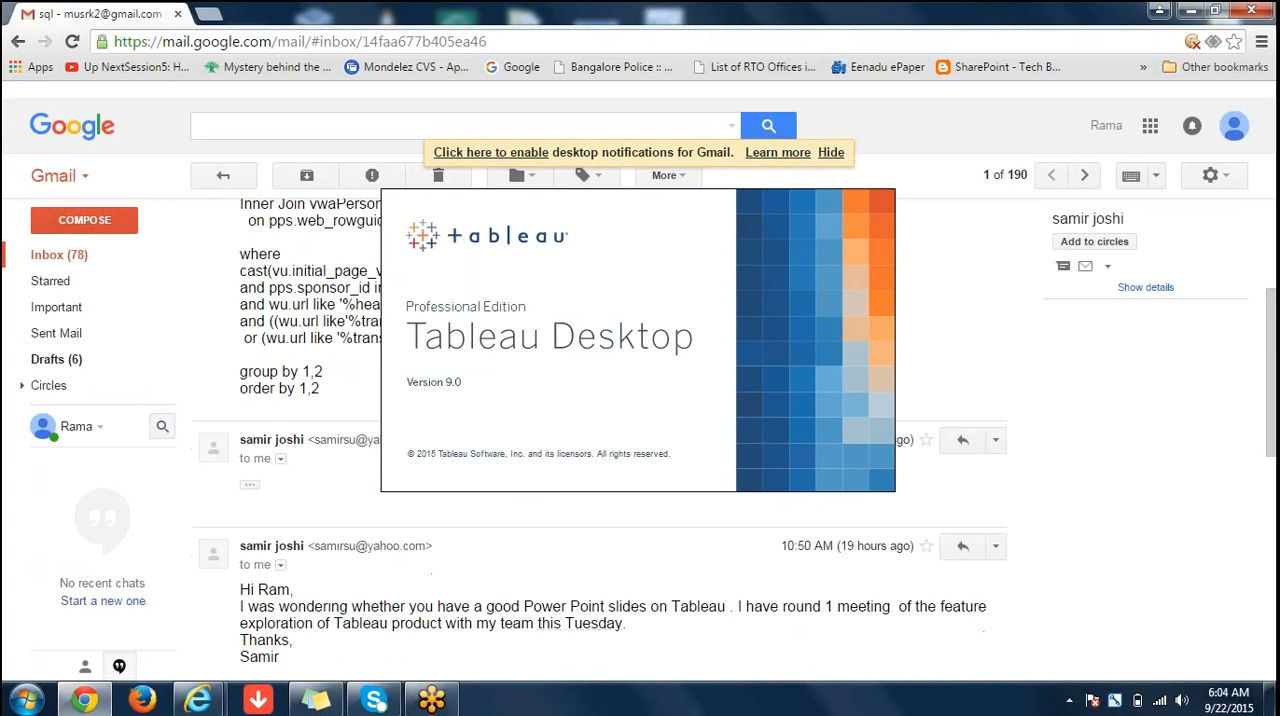 sql - musrk2@gmail.com
https://mail.google.com/mail/#inbox/14faa677b405ea46
Apps
Up NextSession5: H...
Mystery behind the ...
Mondelez CVS - Ap...
Google
Bangalore Police :: ...
List of RTO Offices i...
Eenadu ePaper
SharePoint - Tech B...
»
Other bookmarks
Google
Rama
Click here to enable desktop notifications for Gmail. Learn more Hide
Gmail
More
1 of 190
COMPOSE
Inbox (78)
Starred
Important
Sent Mail
Drafts (6)
Circles
Rama
No recent chats
Start a new one
Inner Join VwaPerson
on pps.web_rowguid
where
cast(vu.initial_page_v
and pps.sponsor_id i
and wu.url like '%hea
and ((wu.url like'%tran
or (wu.url like '%trans
group by 1,2
order by 1,2
+ableau
Professional Edition
Tableau Desktop
Version 9.0
© 2015 Tableau Software, Inc. and its licensors. All rights reserved.
samir joshi
Add to circles
Show details
samir joshi <samirsu@ya
go)
to me
...
samir joshi <samirsu@yahoo.com>
10:50 AM (19 hours ago)
to me
Hi Ram,
I was wondering whether you have a good Power Point slides on Tableau . I have round 1 meeting of the feature
exploration of Tableau product with my team this Tuesday.
Thanks,
Samir
6:04 AM
9/22/2015